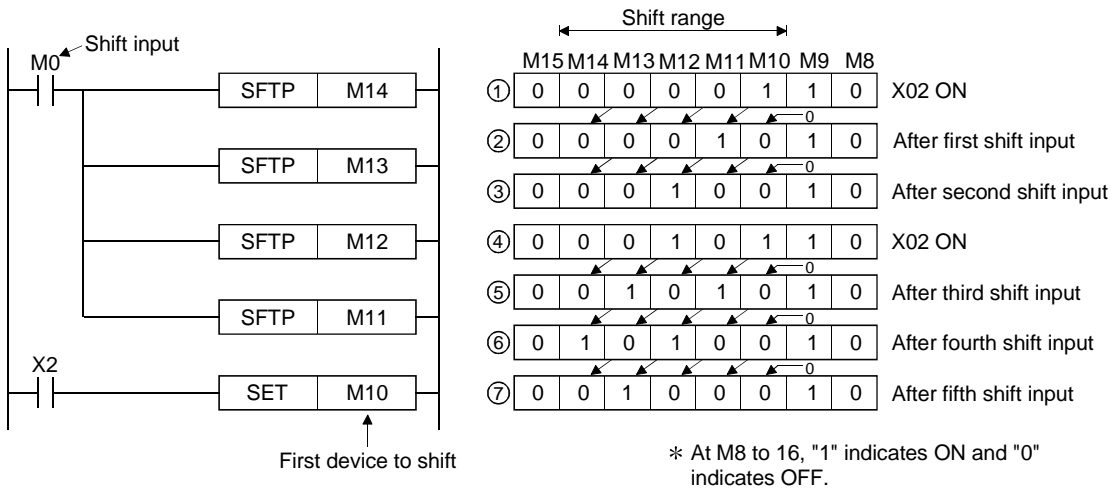 Shift input
M0
SFTP M14
SFTP M13
SFTP M12
SFTP M11
X2
SET M10
First device to shift
Shift range
M15 M14 M13 M12 M11 M10 M9 M8
① 0 0 0 0 0 1 1 0 X02 ON
0
② 0 0 0 0 1 0 1 0 After first shift input
0
③ 0 0 0 1 0 0 1 0 After second shift input
④ 0 0 0 1 0 1 1 0 X02 ON
0
⑤ 0 0 1 0 1 0 1 0 After third shift input
0
⑥ 0 1 0 1 0 0 1 0 After fourth shift input
0
⑦ 0 0 1 0 0 0 1 0 After fifth shift input
＊ At M8 to 16, "1" indicates ON and "0"
indicates OFF.